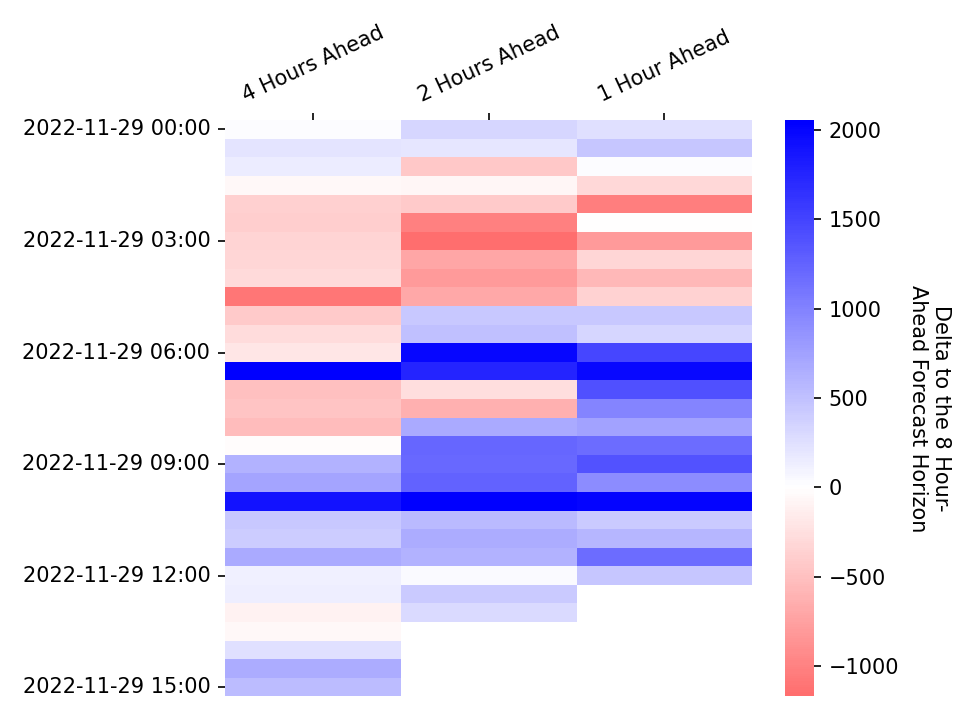 4 Hours Ahead
2 Hours Ahead
1 Hour Ahead
2022-11-29 00:00
2022-11-29 03:00
2022-11-29 06:00
2022-11-29 09:00
2022-11-29 12:00
2022-11-29 15:00
2000
1500
1000
500
0
−500
−1000
Delta to the 8 Hour-
Ahead Forecast Horizon